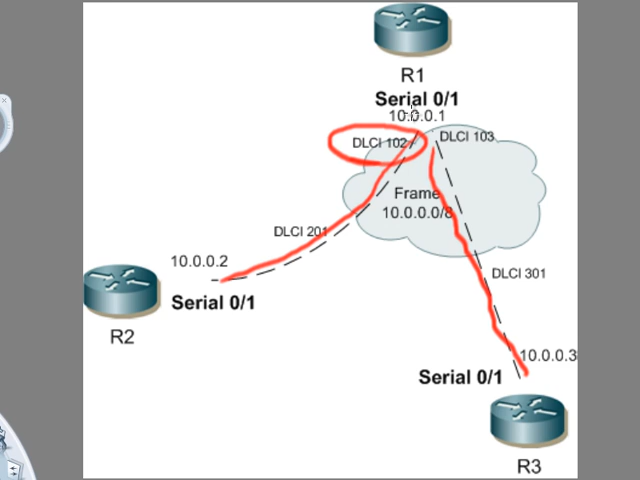 R1
Serial 0/1
10.0.0.1
DLCI 102
DLCI 103
Frame
10.0.0.0/8
DLCI 201
10.0.0.2
Serial 0/1
R2
DLCI 301
10.0.0.3
Serial 0/1
R3